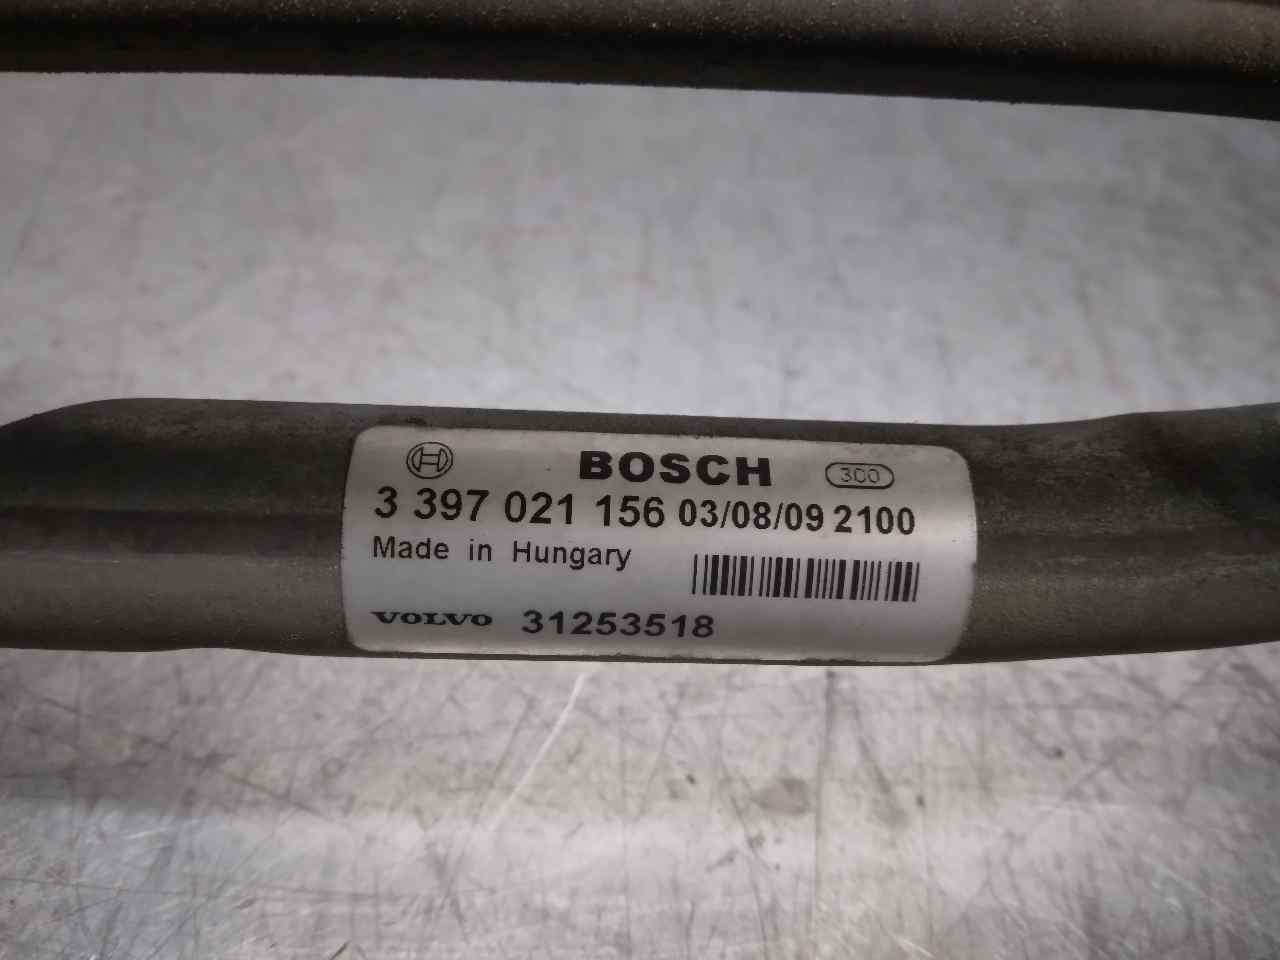 BOSCH 300
3 397 021 156 03/08/09 2100
Made in Hungary
VOLVO 31253518